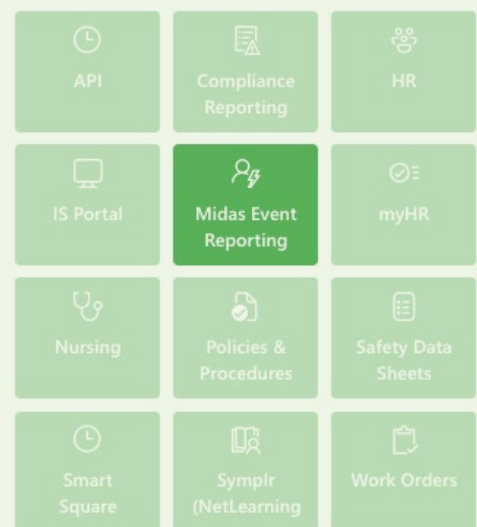 API
Compliance
Reporting
HR
IS Portal
Midas Event
Reporting
myHR
Nursing
Policies &
Procedures
Safety Data
Sheets
Smart
Square
Symplr
(NetLearning
Work Orders